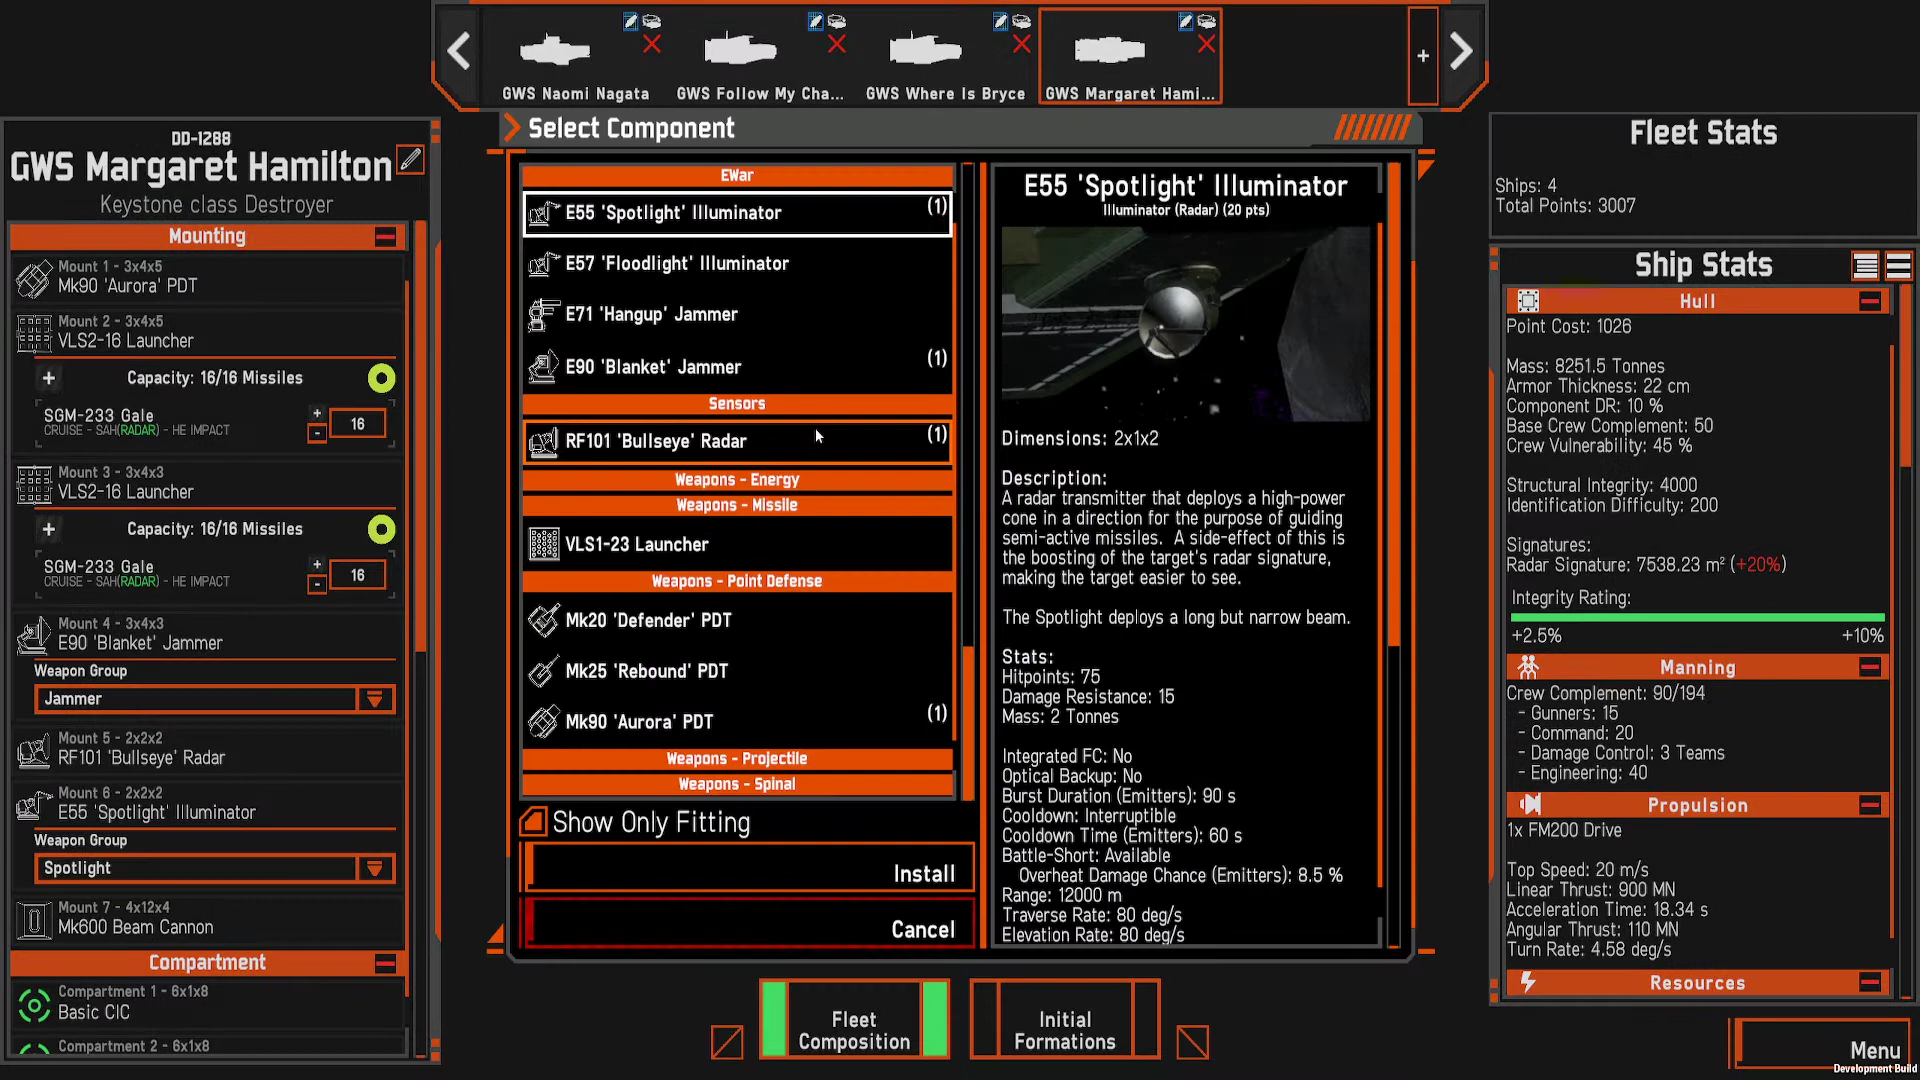 GWS Naomi Nagata
GWS Follow My Cha...
GWS Where Is Bryce
GWS Margaret Hami...
+
DD-1288
GWS Margaret Hamilton
Keystone class Destroyer
Mounting
Mount 1 - 3x4x5
Mk90 'Aurora' PDT
Mount 2 - 3x4x5
VLS2-16 Launcher
+ Capacity: 16/16 Missiles
SGM-233 Gale
CRUISE - SAH(RADAR) - HE IMPACT
+
-
16
Mount 3 - 3x4x3
VLS2-16 Launcher
+ Capacity: 16/16 Missiles
SGM-233 Gale
CRUISE - SAH(RADAR) - HE IMPACT
+
-
16
Mount 4 - 3x4x3
E90 'Blanket' Jammer
Weapon Group
Jammer
Mount 5 - 2x2x2
RF101 'Bullseye' Radar
Mount 6 - 2x2x2
E55 'Spotlight' Illuminator
Weapon Group
Spotlight
Mount 7 - 4x12x4
Mk600 Beam Cannon
Compartment
Compartment 1 - 6x1x8
Basic CIC
Compartment 2 - 6x1x8
Select Component
EWar
E55 'Spotlight' Illuminator (1)
E57 'Floodlight' Illuminator
E71 'Hangup' Jammer
E90 'Blanket' Jammer (1)
Sensors
RF101 'Bullseye' Radar (1)
Weapons - Energy
Weapons - Missile
VLS1-23 Launcher
Weapons - Point Defense
Mk20 'Defender' PDT
Mk25 'Rebound' PDT
Mk90 'Aurora' PDT (1)
Weapons - Projectile
Weapons - Spinal
Show Only Fitting
Install
Cancel
E55 'Spotlight' Illuminator
Illuminator (Radar) (20 pts)
Dimensions: 2x1x2
Description:
A radar transmitter that deploys a high-power
cone in a direction for the purpose of guiding
semi-active missiles. A side-effect of this is
the boosting of the target's radar signature,
making the target easier to see.
The Spotlight deploys a long but narrow beam.
Stats:
Hitpoints: 75
Damage Resistance: 15
Mass: 2 Tonnes
Integrated FC: No
Optical Backup: No
Burst Duration (Emitters): 90 s
Cooldown: Interruptible
Cooldown Time (Emitters): 60 s
Battle-Short: Available
Overheat Damage Chance (Emitters): 8.5 %
Range: 12000 m
Traverse Rate: 80 deg/s
Elevation Rate: 80 deg/s
Fleet
Composition
Initial
Formations
Fleet Stats
Ships: 4
Total Points: 3007
Ship Stats
Hull
Point Cost: 1026
Mass: 8251.5 Tonnes
Armor Thickness: 22 cm
Component DR: 10 %
Base Crew Complement: 50
Crew Vulnerability: 45 %
Structural Integrity: 4000
Identification Difficulty: 200
Signatures:
Radar Signature: 7538.23 m² (+20%)
Integrity Rating:
+2.5% +10%
Manning
Crew Complement: 90/194
- Gunners: 15
- Command: 20
- Damage Control: 3 Teams
- Engineering: 40
Propulsion
1x FM200 Drive
Top Speed: 20 m/s
Linear Thrust: 900 MN
Acceleration Time: 18.34 s
Angular Thrust: 110 MN
Turn Rate: 4.58 deg/s
Resources
Menu
Development Build